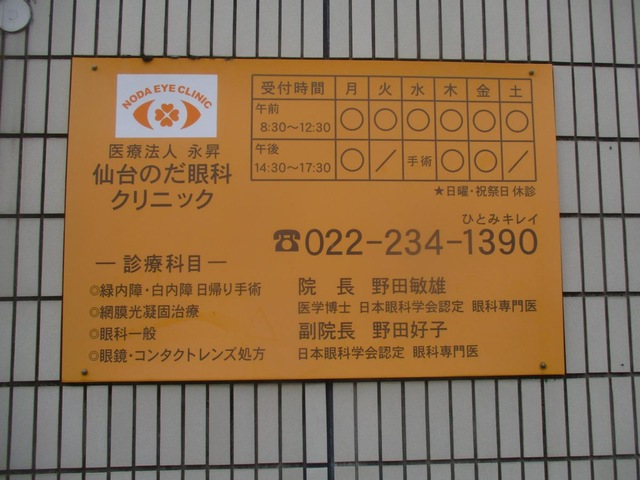 NODA EYE CLINIC
医療法人 永昇
仙台のだ眼科
クリニック
受付時間 月 火 水 木 金 土
午前 8:30～12:30 ○ ○ ○ ○ ○ ○
午後 14:30～17:30 ○ ／ 手術 ○ ○ ／
★日曜・祝祭日 休診
ひとみキレイ
☎022-234-1390
―診療科目―
◎緑内障・白内障 日帰り手術
◎網膜光凝固治療
◎眼科一般
◎眼鏡・コンタクトレンズ処方
院 長 野田敏雄
医学博士 日本眼科学会認定 眼科専門医
副院長 野田好子
日本眼科学会認定 眼科専門医